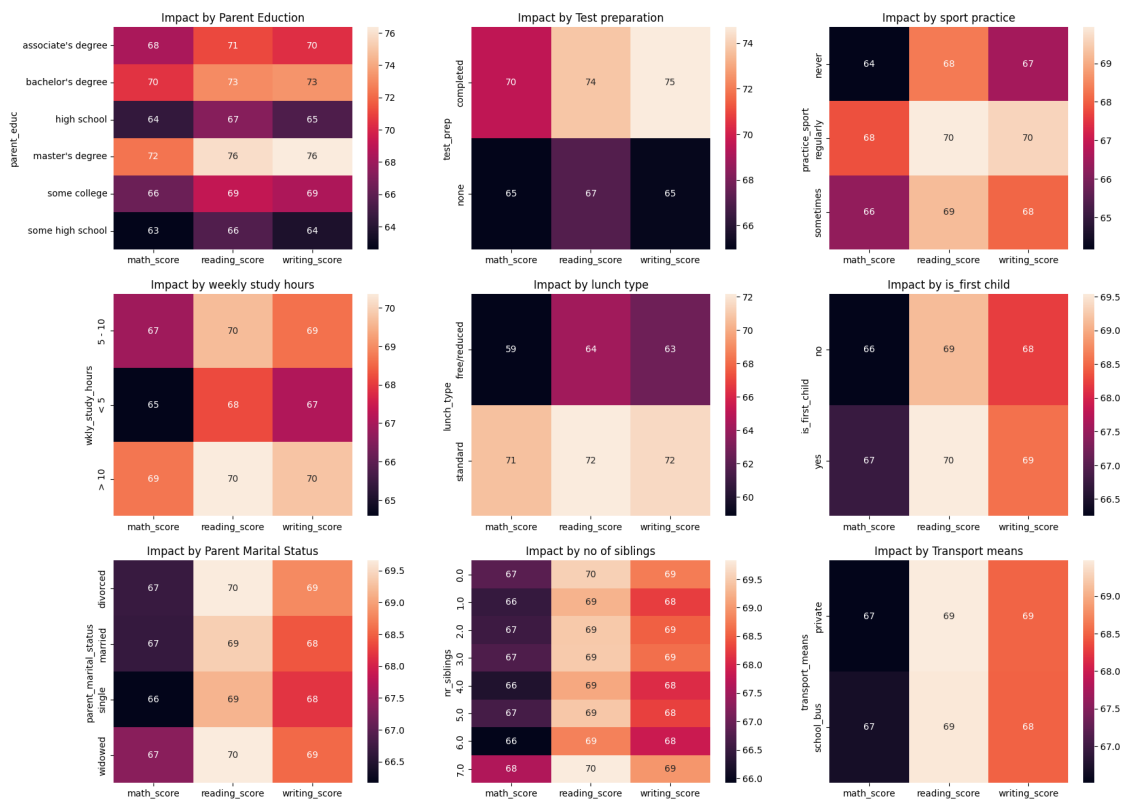 Impact by Parent Eduction
parent_educ
associate's degree 68 71 70
bachelor's degree 70 73 73
high school 64 67 65
master's degree 72 76 76
some college 66 69 69
some high school 63 66 64
math_score reading_score writing_score
76
74
72
70
68
66
64
Impact by Test preparation
test_prep
completed 70 74 75
none 65 67 65
math_score reading_score writing_score
74
72
70
68
66
Impact by sport practice
practice_sport
never 64 68 67
regularly 68 70 70
sometimes 66 69 68
math_score reading_score writing_score
69
68
67
66
65
Impact by weekly study hours
wkly_study_hours
5 - 10 67 70 69
< 5 65 68 67
> 10 69 70 70
math_score reading_score writing_score
70
69
68
67
66
65
Impact by lunch type
lunch_type
free/reduced 59 64 63
standard 71 72 72
math_score reading_score writing_score
72
70
68
66
64
62
60
Impact by is_first child
is_first_child
no 66 69 68
yes 67 70 69
math_score reading_score writing_score
69.5
69.0
68.5
68.0
67.5
67.0
66.5
Impact by Parent Marital Status
parent_marital_status
divorced 67 70 69
married 67 69 68
single 66 69 68
widowed 67 70 69
math_score reading_score writing_score
69.5
69.0
68.5
68.0
67.5
67.0
66.5
Impact by no of siblings
nr_siblings
0.0 67 70 69
1.0 66 69 68
2.0 67 69 69
3.0 67 69 69
4.0 66 69 68
5.0 67 69 68
6.0 66 69 68
7.0 68 70 69
math_score reading_score writing_score
69.5
69.0
68.5
68.0
67.5
67.0
66.5
66.0
Impact by Transport means
transport_means
private 67 69 69
school_bus 67 69 68
math_score reading_score writing_score
69.0
68.5
68.0
67.5
67.0